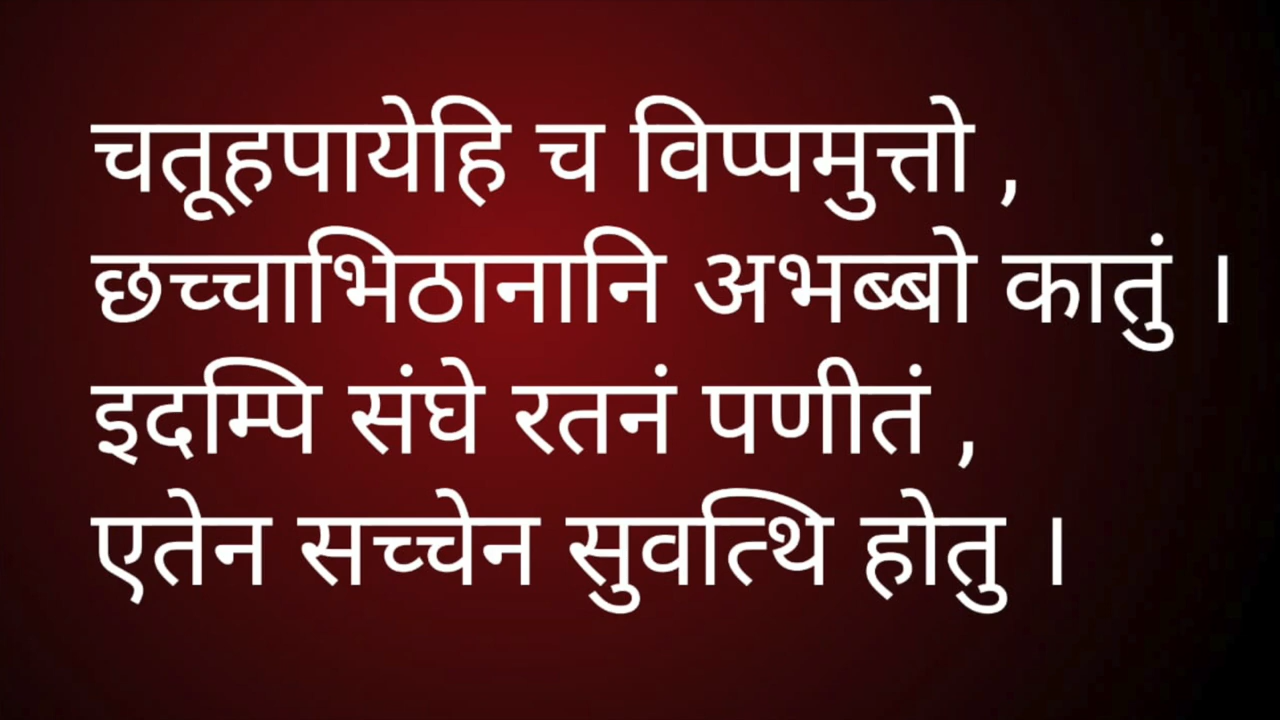 चतूहपायेहि च विप्पमुत्तो ,
छच्चाभिठानानि अभब्बो कातुं ।
इदम्पि संघे रतनं पणीतं ,
एतेन सच्चेन सुवत्थि होतु ।